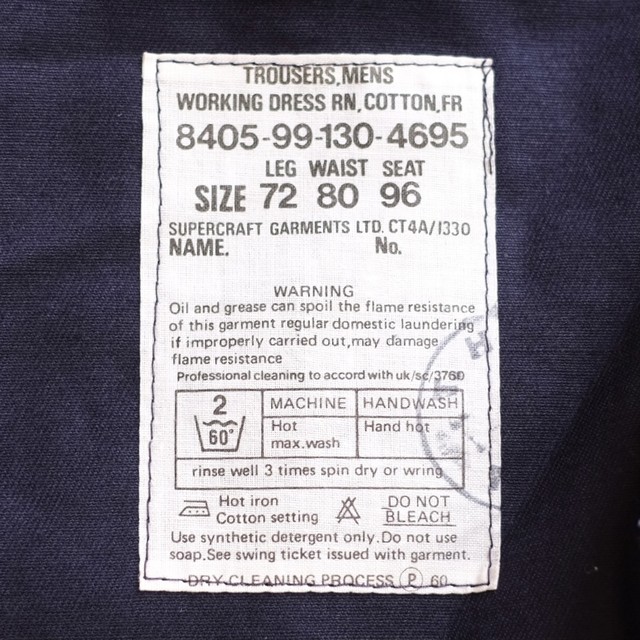 TROUSERS,MENS
WORKING DRESS RN,COTTON,FR
8405-99-130-4695
LEG WAIST SEAT
SIZE 72 80 96
SUPERCRAFT GARMENTS LTD. CT4A/1330
NAME. No.
WARNING
Oil and grease can spoil the flame resistance
of this garment regular domestic laundering
if improperly carried out,may damage
flame resistance
Professional cleaning to accord with uk/sc/3760
2 MACHINE HANDWASH
60° Hot Hand hot
max.wash
rinse well 3 times spin dry or wring
Hot iron DO NOT
Cotton setting BLEACH
Use synthetic detergent only.Do not use
soap.See swing ticket issued with garment.
DRY CLEANING PROCESS P 60